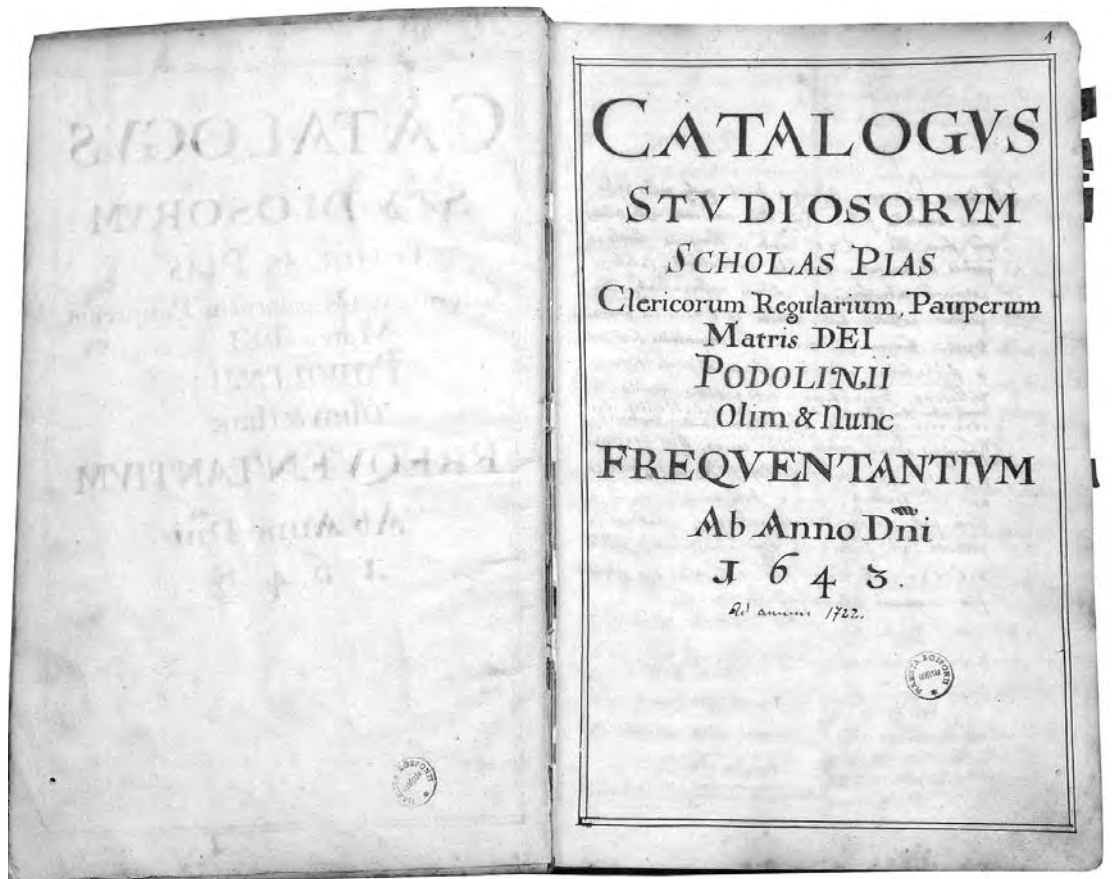 1
CATALOGVS
STVDIOSORVM
SCHOLAS PIAS
Clericorum Regularium, Pauperum
Matris DEI
PODOLINII
Olim & Nunc
FREQVENTANTIVM
Ab Anno Dñi
1643.
Ad annum 1722.